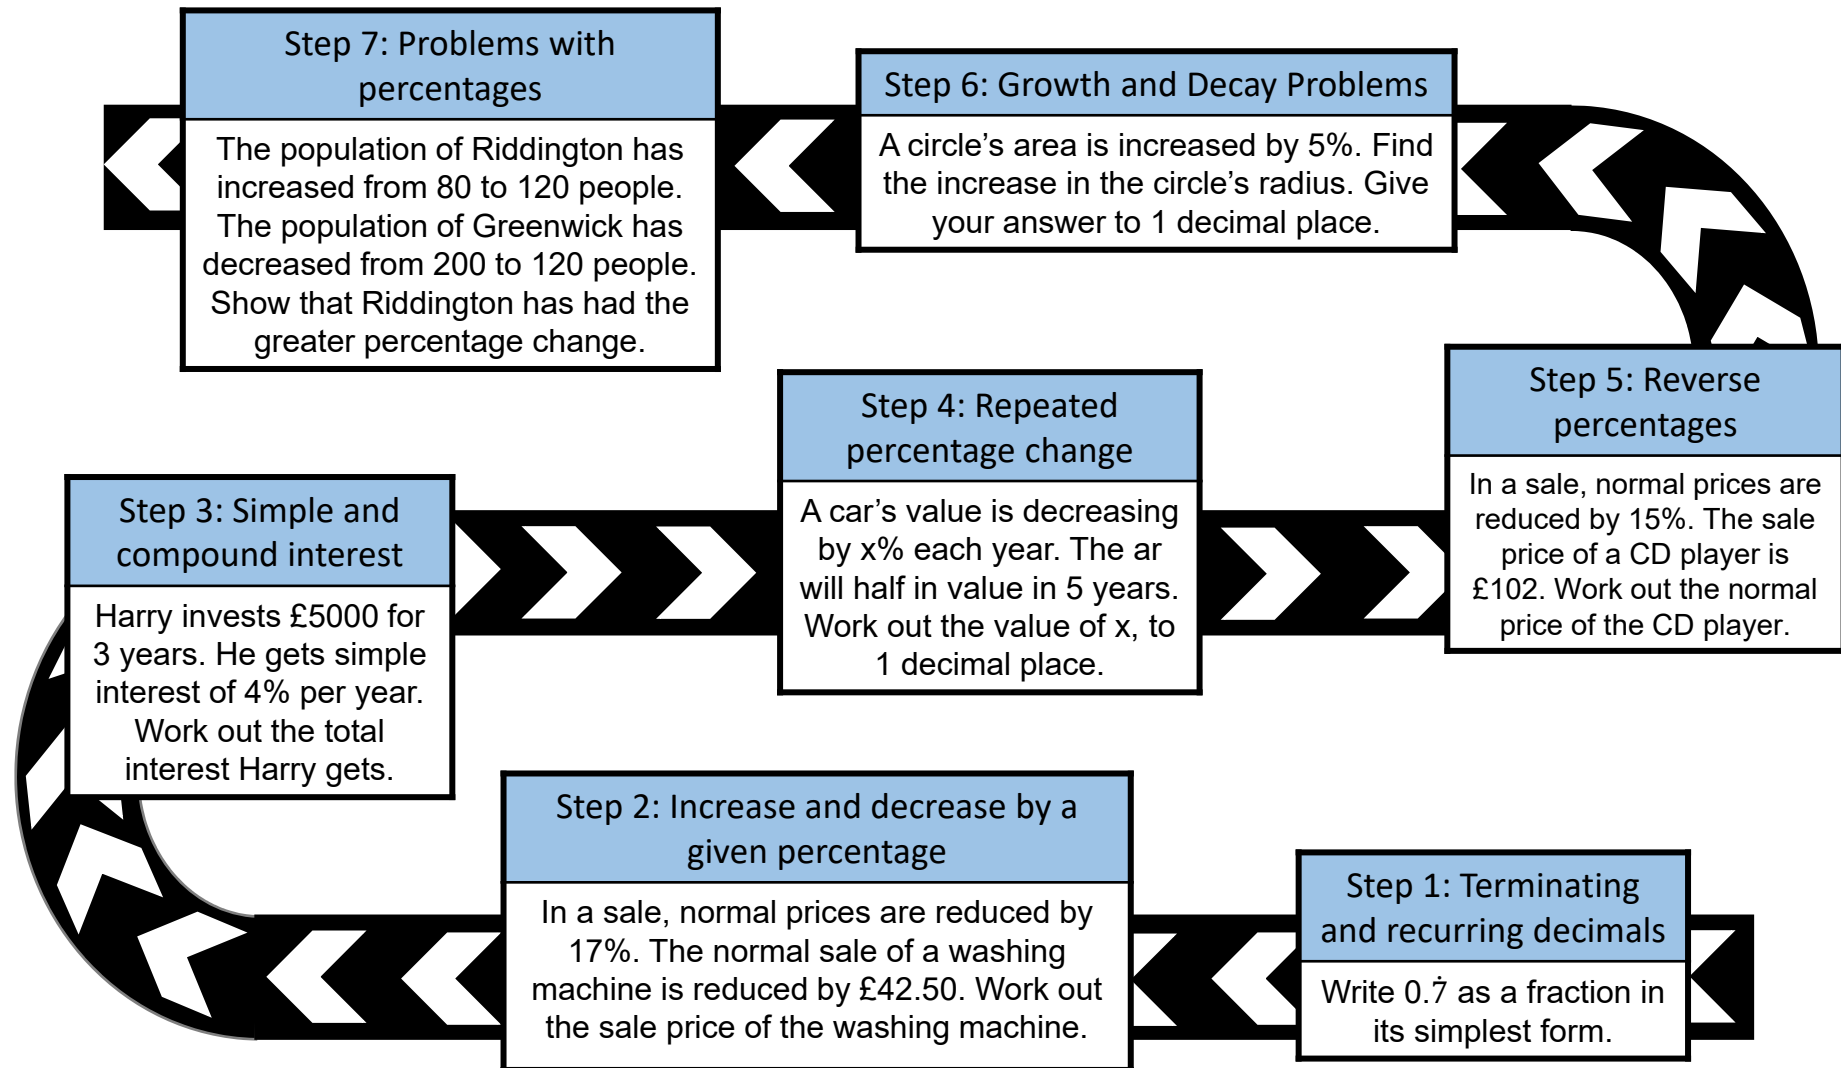 Step 7: Problems with
percentages
The population of Riddington has
increased from 80 to 120 people.
The population of Greenwick has
decreased from 200 to 120 people.
Show that Riddington has had the
greater percentage change.
Step 6: Growth and Decay Problems
A circle’s area is increased by 5%. Find
the increase in the circle’s radius. Give
your answer to 1 decimal place.
Step 5: Reverse
percentages
In a sale, normal prices are
reduced by 15%. The sale
price of a CD player is
£102. Work out the normal
price of the CD player.
Step 4: Repeated
percentage change
A car’s value is decreasing
by x% each year. The ar
will half in value in 5 years.
Work out the value of x, to
1 decimal place.
Step 3: Simple and
compound interest
Harry invests £5000 for
3 years. He gets simple
interest of 4% per year.
Work out the total
interest Harry gets.
Step 2: Increase and decrease by a
given percentage
In a sale, normal prices are reduced by
17%. The normal sale of a washing
machine is reduced by £42.50. Work out
the sale price of the washing machine.
Step 1: Terminating
and recurring decimals
Write 0.7̇ as a fraction in
its simplest form.